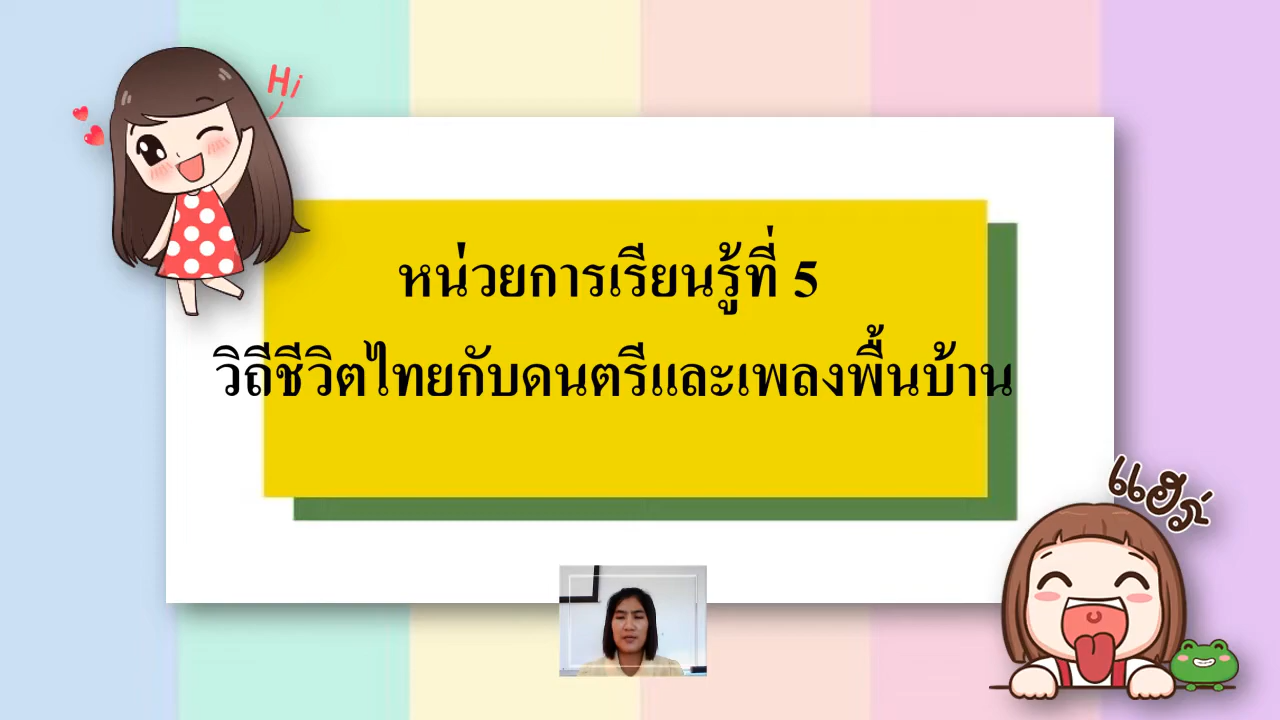 Hi
หน่วยการเรียนรู้ที่ 5
วิถีชีวิตไทยกับดนตรีและเพลงพื้นบ้าน
แฮร่